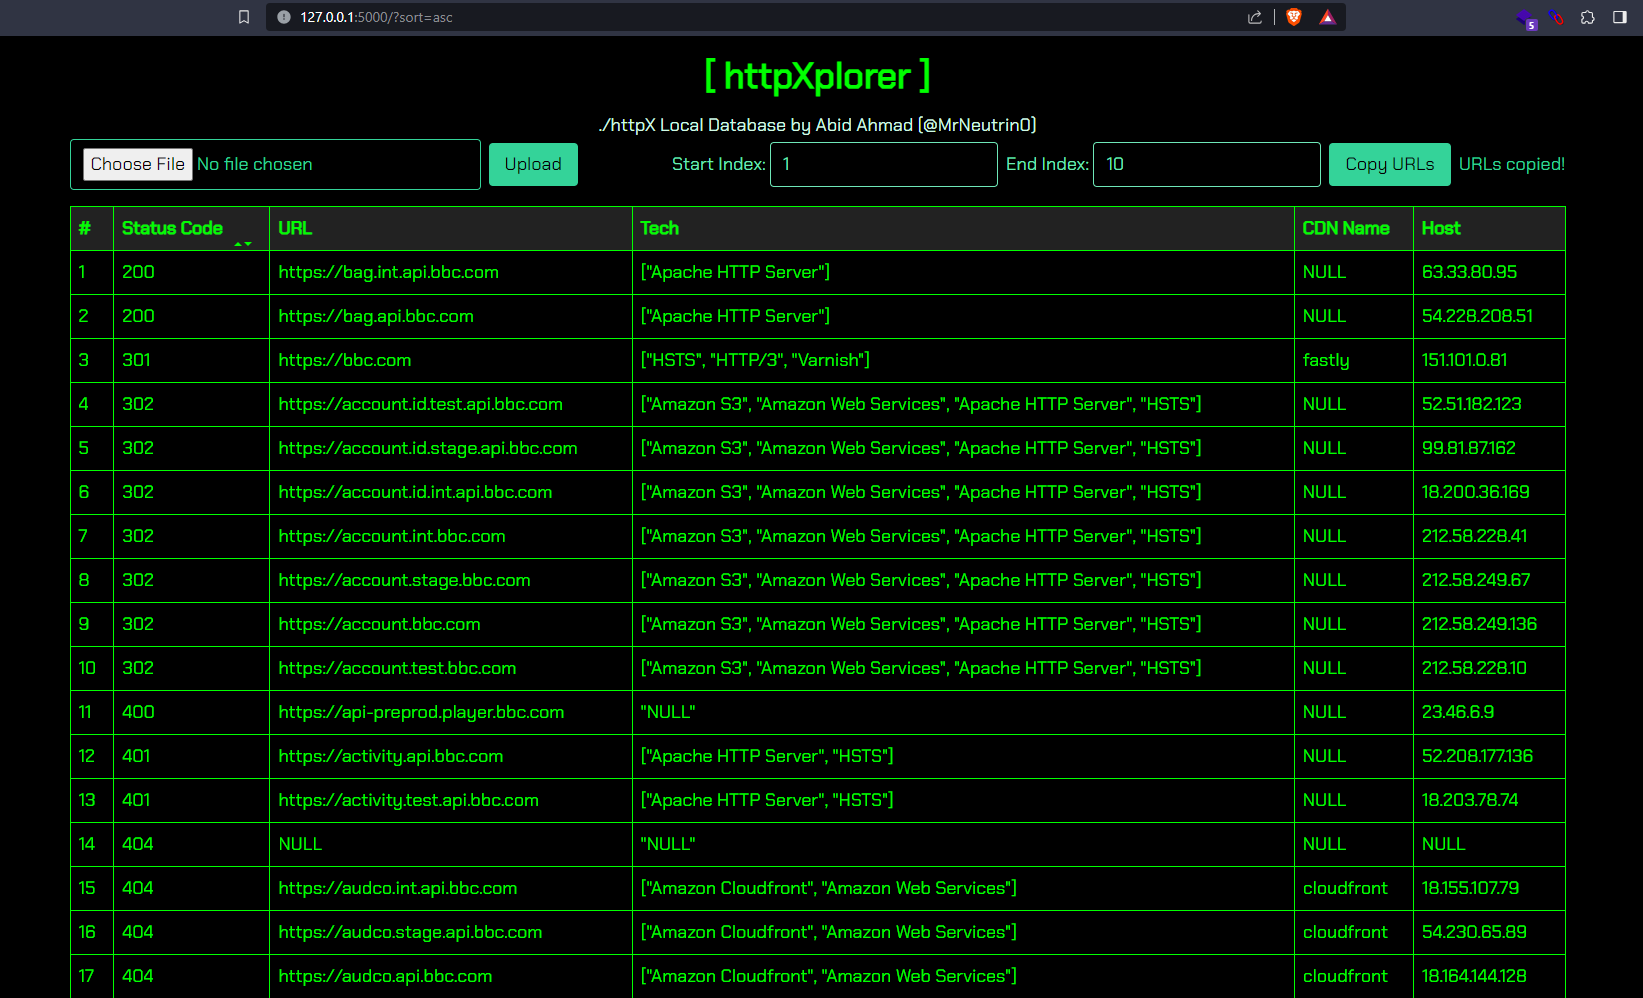 127.0.0.1:5000/?sort=asc
5
[ httpXplorer ]
./httpX Local Database by Abid Ahmad (@MrNeutrin0)
Choose File No file chosen Upload Start Index: 1 End Index: 10 Copy URLs URLs copied!
# Status Code URL Tech CDN Name Host
1 200 https://bag.int.api.bbc.com ["Apache HTTP Server"] NULL 63.33.80.95
2 200 https://bag.api.bbc.com ["Apache HTTP Server"] NULL 54.228.208.51
3 301 https://bbc.com ["HSTS", "HTTP/3", "Varnish"] fastly 151.101.0.81
4 302 https://account.id.test.api.bbc.com ["Amazon S3", "Amazon Web Services", "Apache HTTP Server", "HSTS"] NULL 52.51.182.123
5 302 https://account.id.stage.api.bbc.com ["Amazon S3", "Amazon Web Services", "Apache HTTP Server", "HSTS"] NULL 99.81.87.162
6 302 https://account.id.int.api.bbc.com ["Amazon S3", "Amazon Web Services", "Apache HTTP Server", "HSTS"] NULL 18.200.36.169
7 302 https://account.int.bbc.com ["Amazon S3", "Amazon Web Services", "Apache HTTP Server", "HSTS"] NULL 212.58.228.41
8 302 https://account.stage.bbc.com ["Amazon S3", "Amazon Web Services", "Apache HTTP Server", "HSTS"] NULL 212.58.249.67
9 302 https://account.bbc.com ["Amazon S3", "Amazon Web Services", "Apache HTTP Server", "HSTS"] NULL 212.58.249.136
10 302 https://account.test.bbc.com ["Amazon S3", "Amazon Web Services", "Apache HTTP Server", "HSTS"] NULL 212.58.228.10
11 400 https://api-preprod.player.bbc.com "NULL" NULL 23.46.6.9
12 401 https://activity.api.bbc.com ["Apache HTTP Server", "HSTS"] NULL 52.208.177.136
13 401 https://activity.test.api.bbc.com ["Apache HTTP Server", "HSTS"] NULL 18.203.78.74
14 404 NULL "NULL" NULL NULL
15 404 https://audco.int.api.bbc.com ["Amazon Cloudfront", "Amazon Web Services"] cloudfront 18.155.107.79
16 404 https://audco.stage.api.bbc.com ["Amazon Cloudfront", "Amazon Web Services"] cloudfront 54.230.65.89
17 404 https://audco.api.bbc.com ["Amazon Cloudfront", "Amazon Web Services"] cloudfront 18.164.144.128